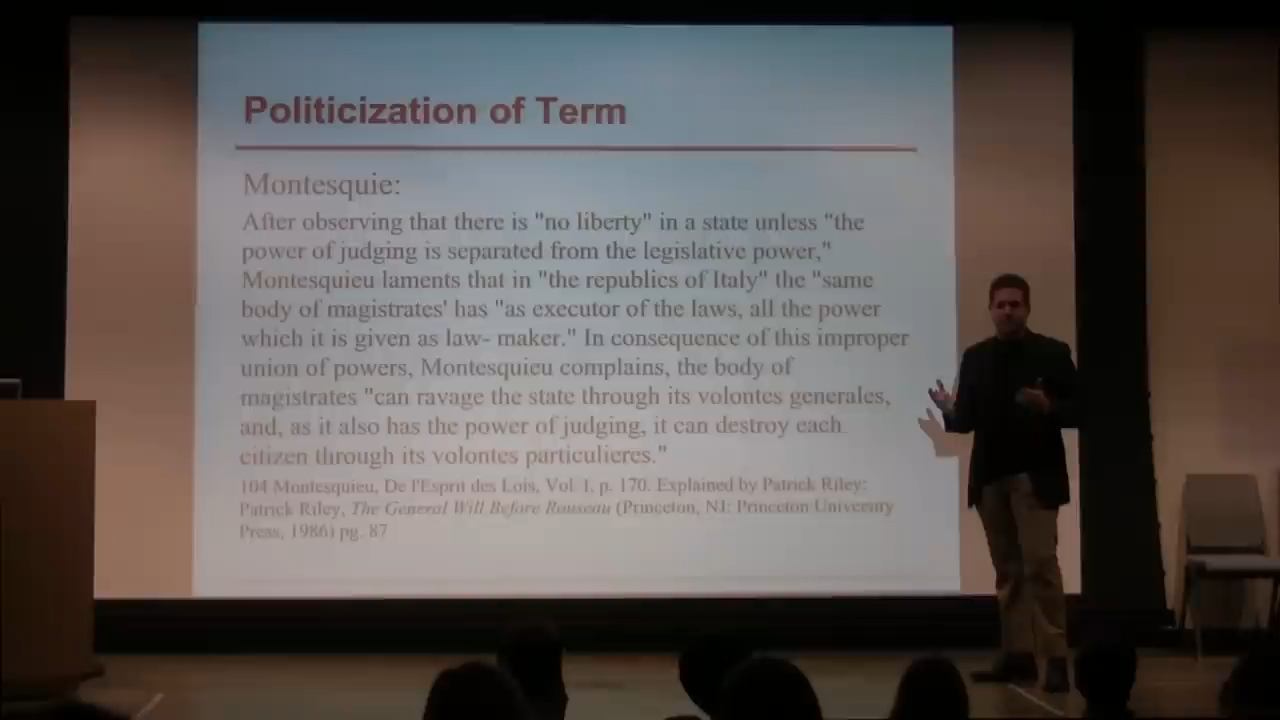 Politicization of Term
Montesquie:
After observing that there is "no liberty" in a state unless "the
power of judging is separated from the legislative power,"
Montesquieu laments that in "the republics of Italy" the "same
body of magistrates' has "as executor of the laws, all the power
which it is given as law- maker." In consequence of this improper
union of powers, Montesquieu complains, the body of
magistrates "can ravage the state through its volontes generales,
and, as it also has the power of judging, it can destroy each
citizen through its volontes particulieres."
104 Montesquieu, De l'Esprit des Lois, Vol. 1, p. 170. Explained by Patrick Riley:
Patrick Riley, The General Will Before Rouseau (Princeton, NJ: Princeton University
Press, 1986) pg. 87